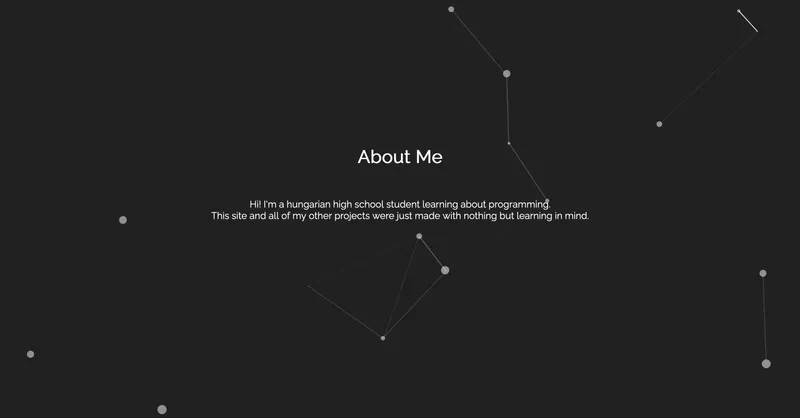 About Me
Hi! I'm a hungarian high school student learning about programming.
This site and all of my other projects were just made with nothing but learning in mind.